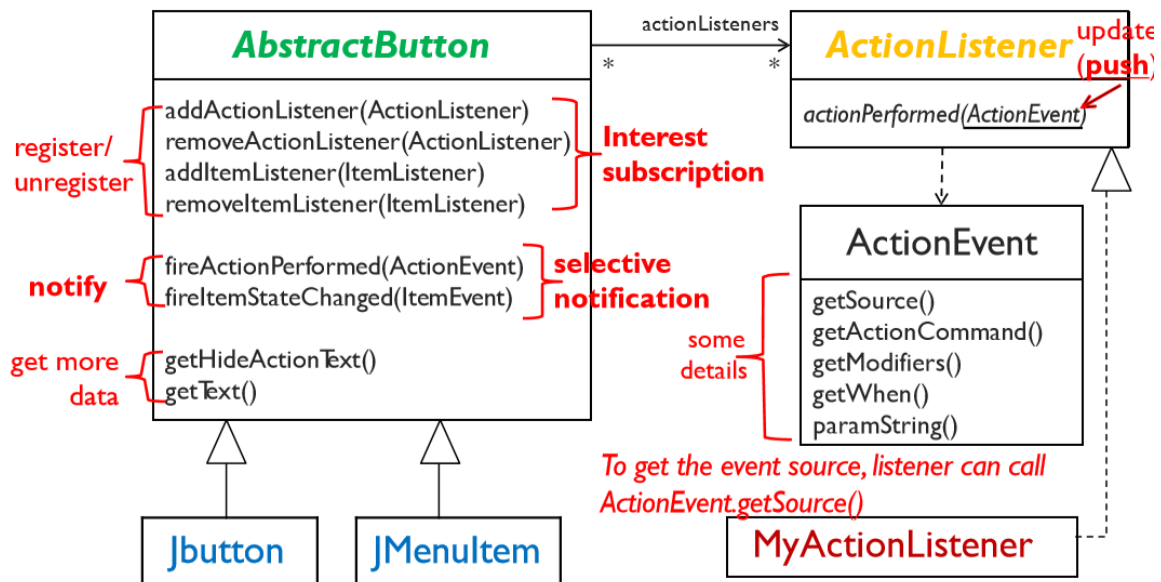 AbstractButton
actionListeners
*
*
ActionListener
update
(push)
actionPerformed(ActionEvent)
register/
unregister
addActionListener(ActionListener)
removeActionListener(ActionListener)
addItemListener(ItemListener)
removeItemListener(ItemListener)
Interest
subscription
notify
fireActionPerformed(ActionEvent)
fireItemStateChanged(ItemEvent)
selective
notification
get more
data
getHideActionText()
getText()
ActionEvent
some
details
getSource()
getActionCommand()
getModifiers()
getWhen()
paramString()
To get the event source, listener can call
ActionEvent.getSource()
Jbutton
JMenuItem
MyActionListener